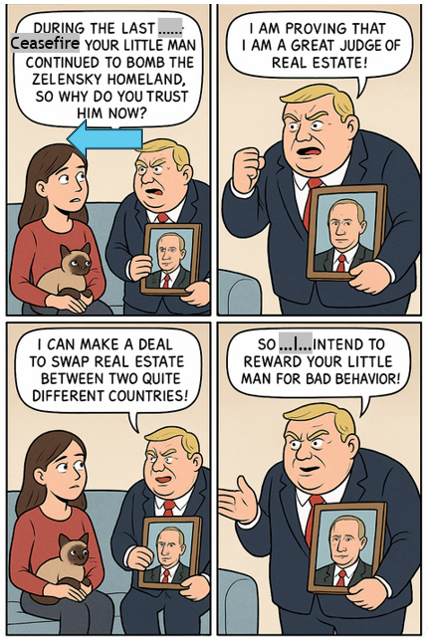 DURING THE LAST ......
Ceasefire YOUR LITTLE MAN
CONTINUED TO BOMB THE
ZELENSKY HOMELAND,
SO WHY DO YOU TRUST
HIM NOW?
I AM PROVING THAT
I AM A GREAT JUDGE OF
REAL ESTATE!
I CAN MAKE A DEAL
TO SWAP REAL ESTATE
BETWEEN TWO QUITE
DIFFERENT COUNTRIES!
SO ...I...INTEND TO
REWARD YOUR LITTLE
MAN FOR BAD BEHAVIOR!